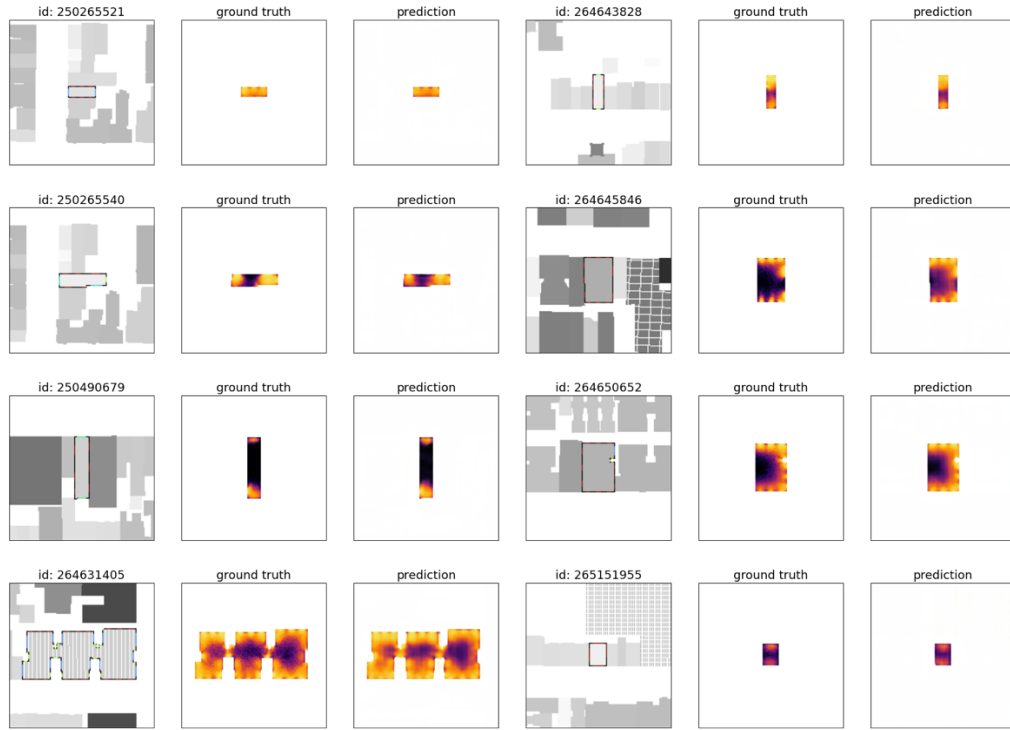 id: 250265521 ground truth prediction id: 264643828 ground truth prediction
id: 250265540 ground truth prediction id: 264645846 ground truth prediction
id: 250490679 ground truth prediction id: 264650652 ground truth prediction
id: 264631405 ground truth prediction id: 265151955 ground truth prediction